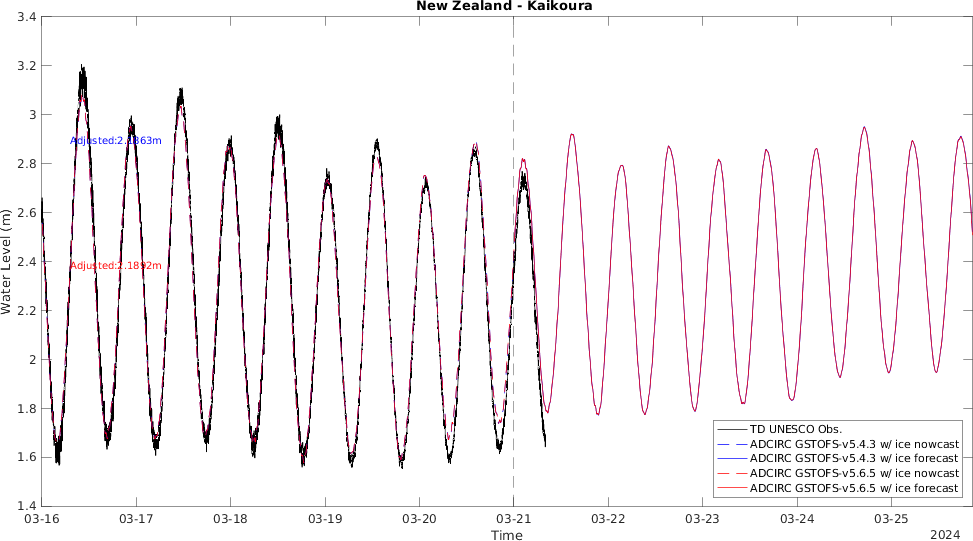 New Zealand - Kaikoura
3.4
3.2
3
2.8
2.6
2.4
2.2
2
1.8
1.6
1.4
Water Level (m)
Adjusted:2.1863m
Adjusted:2.1892m
TD UNESCO Obs.
ADCIRC GSTOFS-v5.4.3 w/ ice nowcast
ADCIRC GSTOFS-v5.4.3 w/ ice forecast
ADCIRC GSTOFS-v5.6.5 w/ ice nowcast
ADCIRC GSTOFS-v5.6.5 w/ ice forecast
03-16 03-17 03-18 03-19 03-20 03-21 03-22 03-23 03-24 03-25
Time
2024